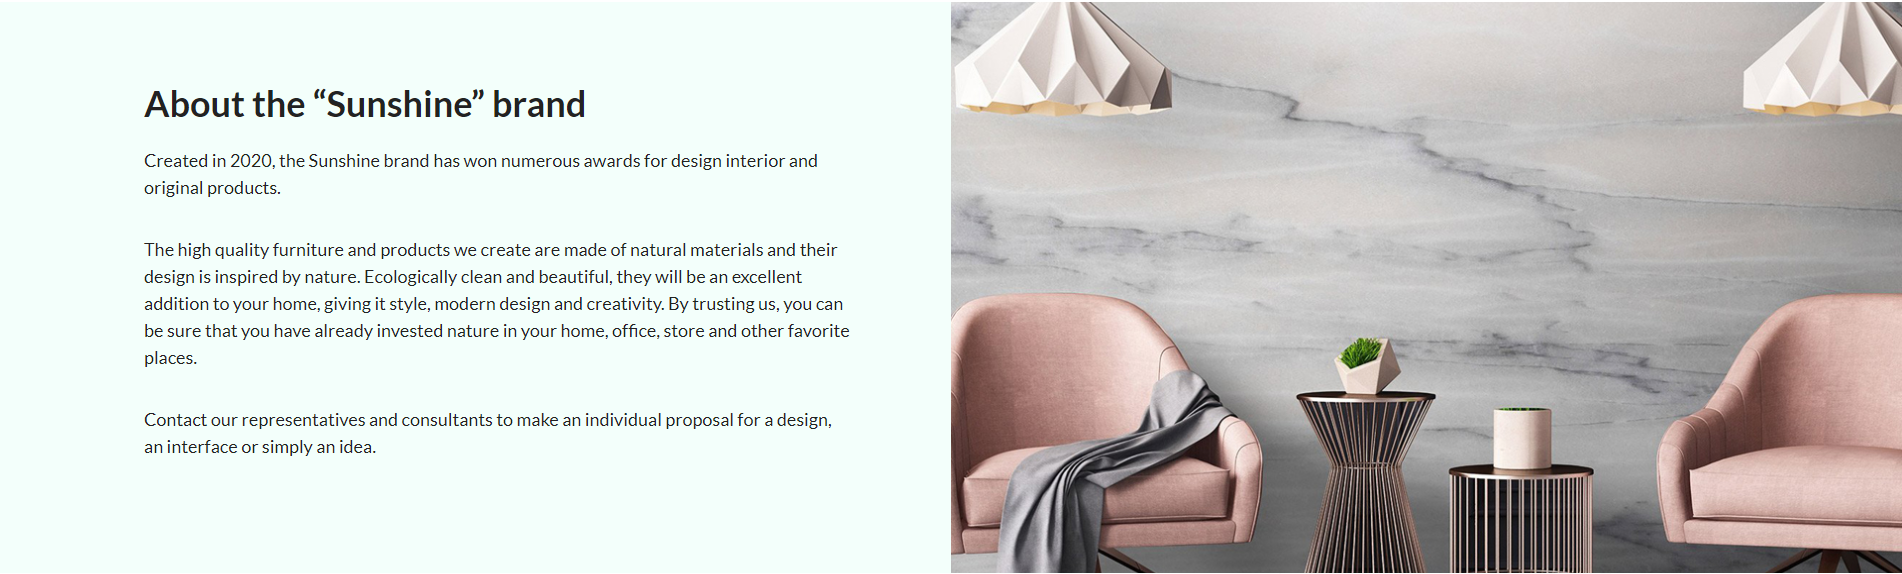 About the “Sunshine” brand
Created in 2020, the Sunshine brand has won numerous awards for design interior and
original products.
The high quality furniture and products we create are made of natural materials and their
design is inspired by nature. Ecologically clean and beautiful, they will be an excellent
addition to your home, giving it style, modern design and creativity. By trusting us, you can
be sure that you have already invested nature in your home, office, store and other favorite
places.
Contact our representatives and consultants to make an individual proposal for a design,
an interface or simply an idea.